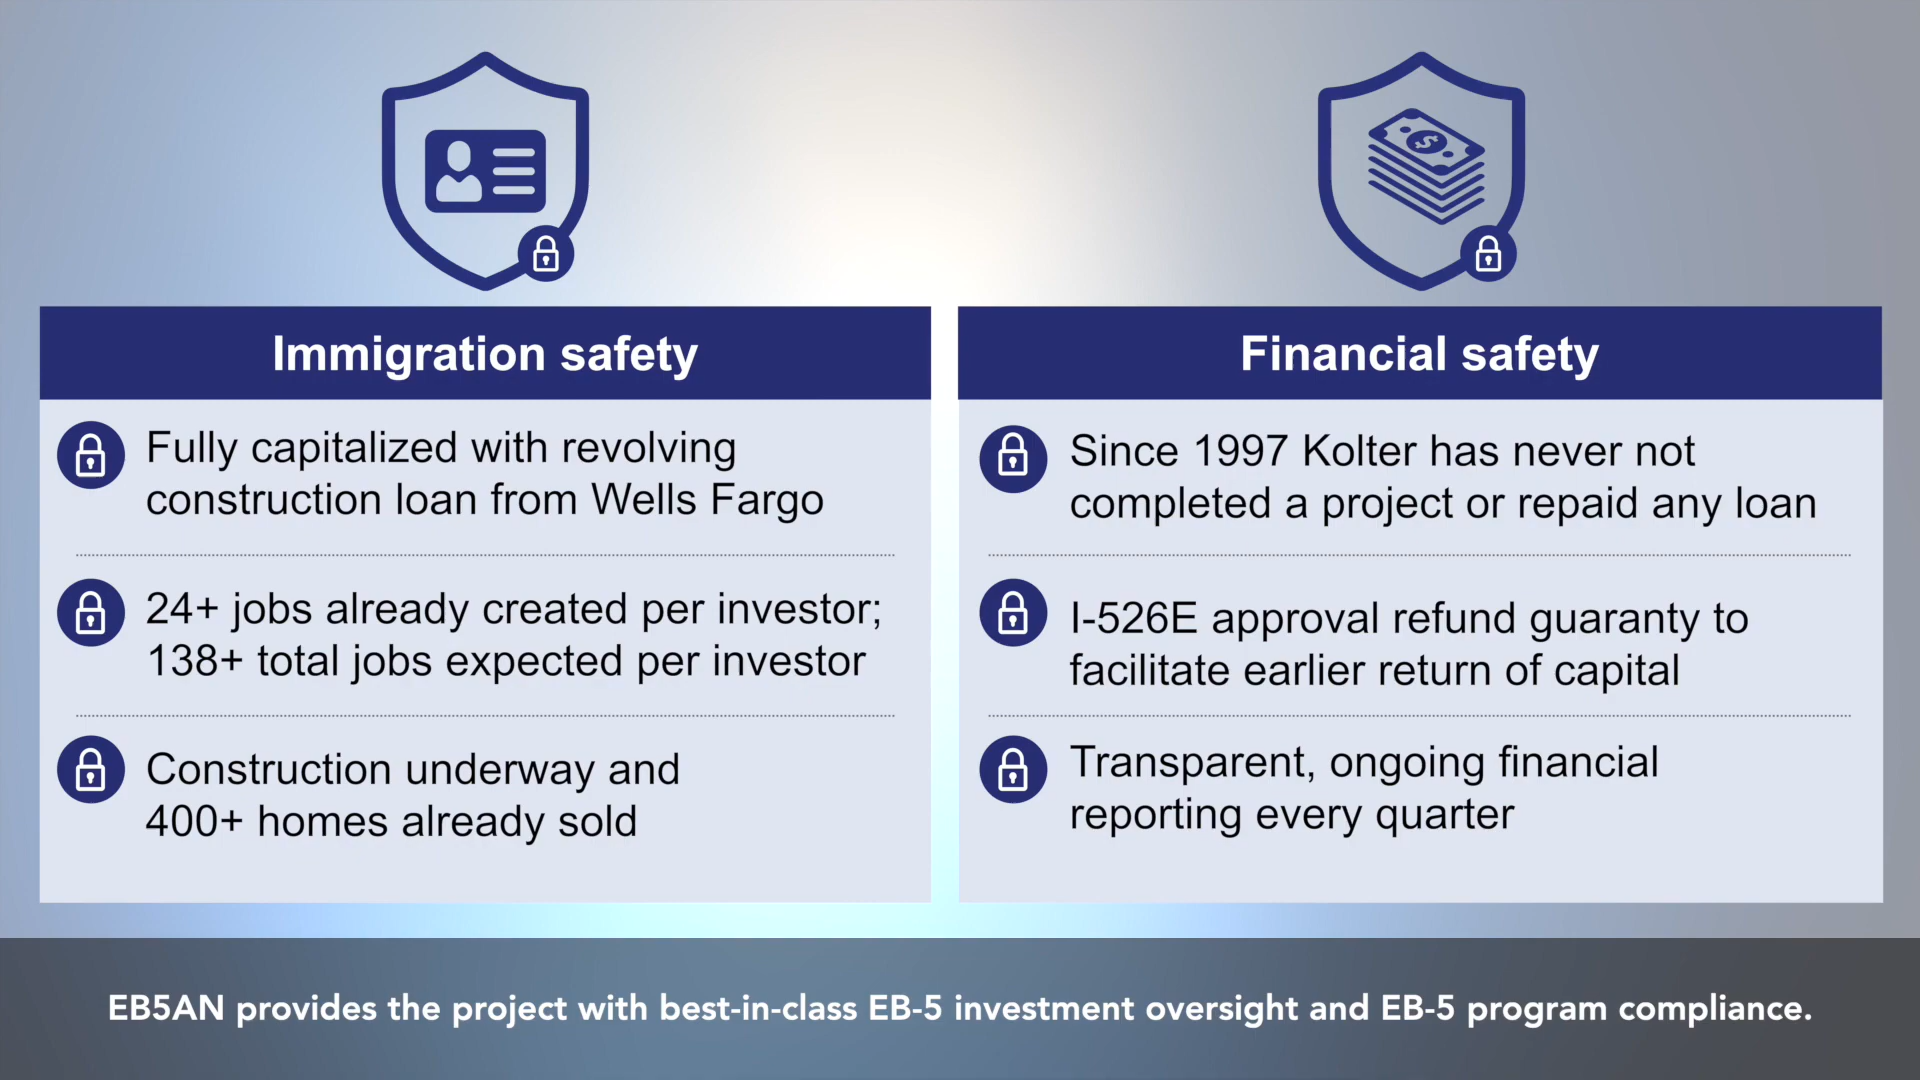 Immigration safety
Fully capitalized with revolving
construction loan from Wells Fargo
24+ jobs already created per investor;
138+ total jobs expected per investor
Construction underway and
400+ homes already sold
Financial safety
Since 1997 Kolter has never not
completed a project or repaid any loan
I-526E approval refund guaranty to
facilitate earlier return of capital
Transparent, ongoing financial
reporting every quarter
EB5AN provides the project with best-in-class EB-5 investment oversight and EB-5 program compliance.